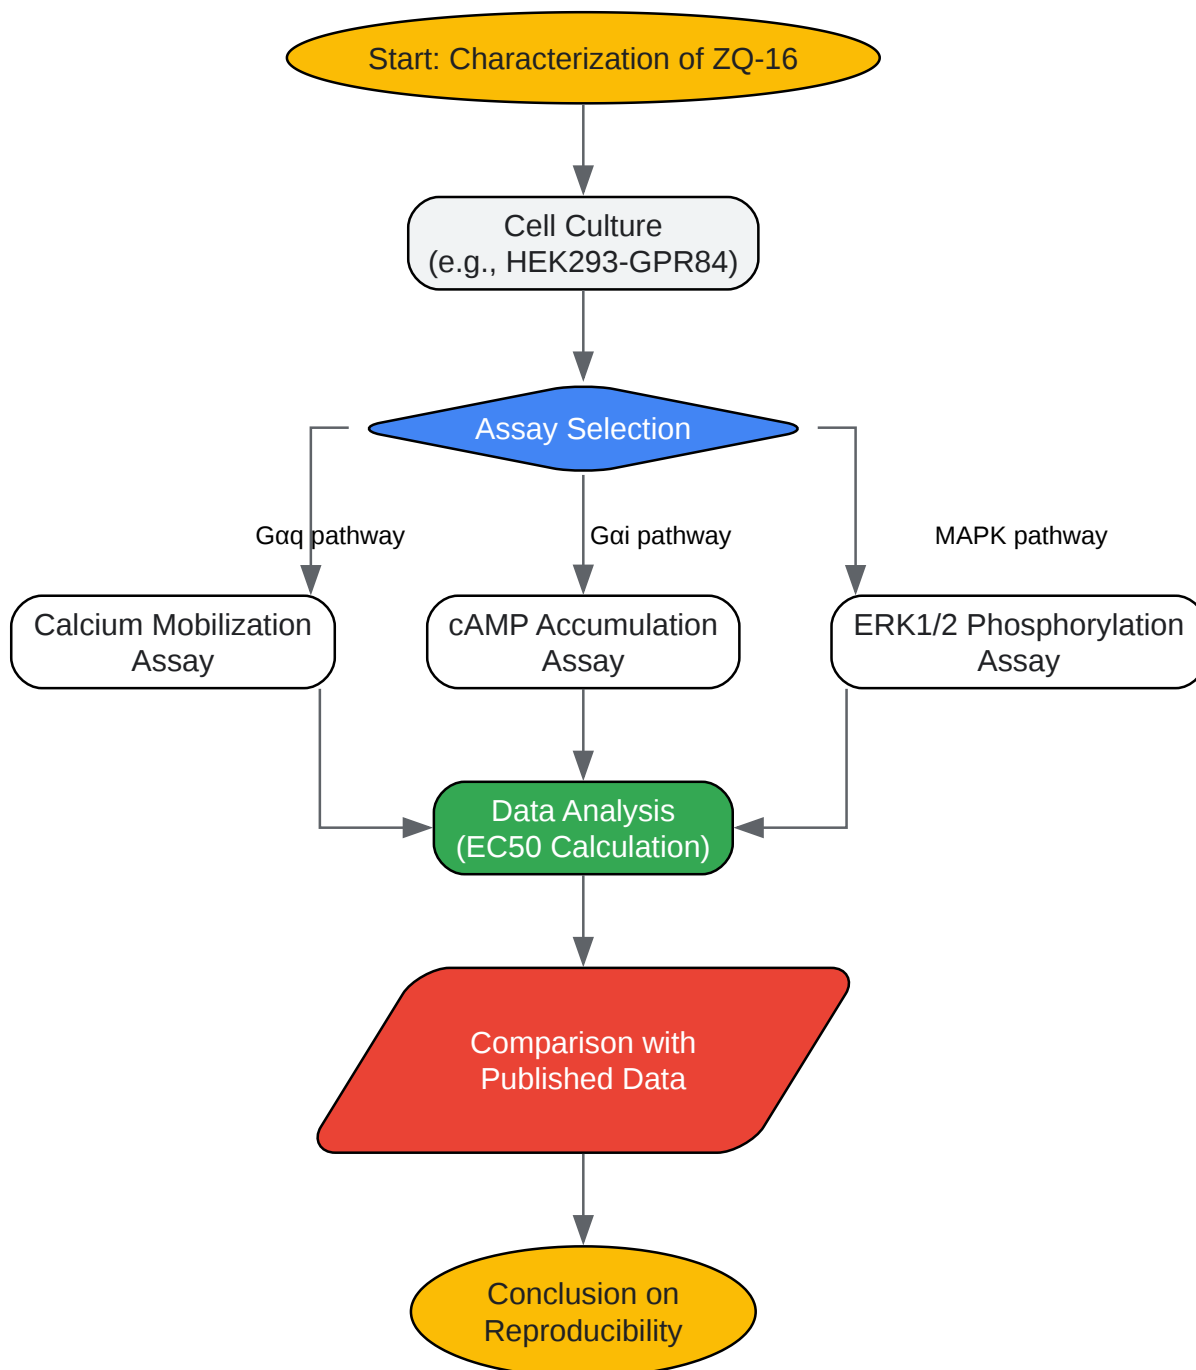 Start: Characterization of ZQ-16
Cell Culture
(e.g., HEK293-GPR84)
Assay Selection
Gαq pathway
Gαi pathway
MAPK pathway
Calcium Mobilization
Assay
cAMP Accumulation
Assay
ERK1/2 Phosphorylation
Assay
Data Analysis
(EC50 Calculation)
Comparison with
Published Data
Conclusion on
Reproducibility